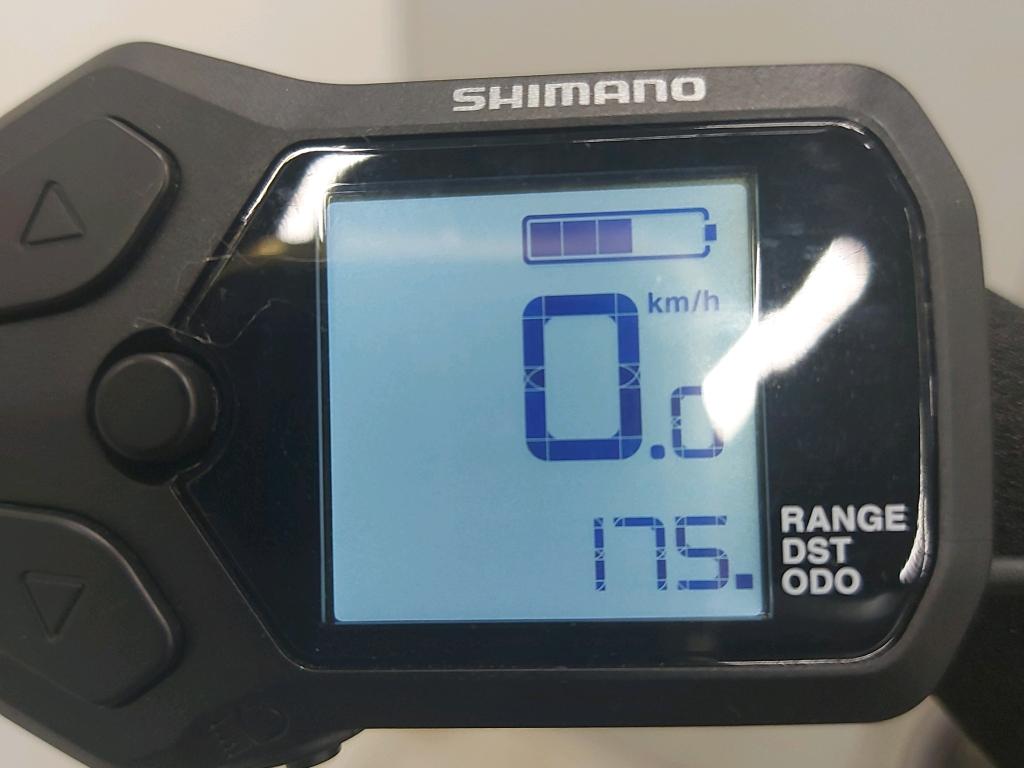 SHIMANO
km/h
0.0
175.
RANGE
DST
ODO